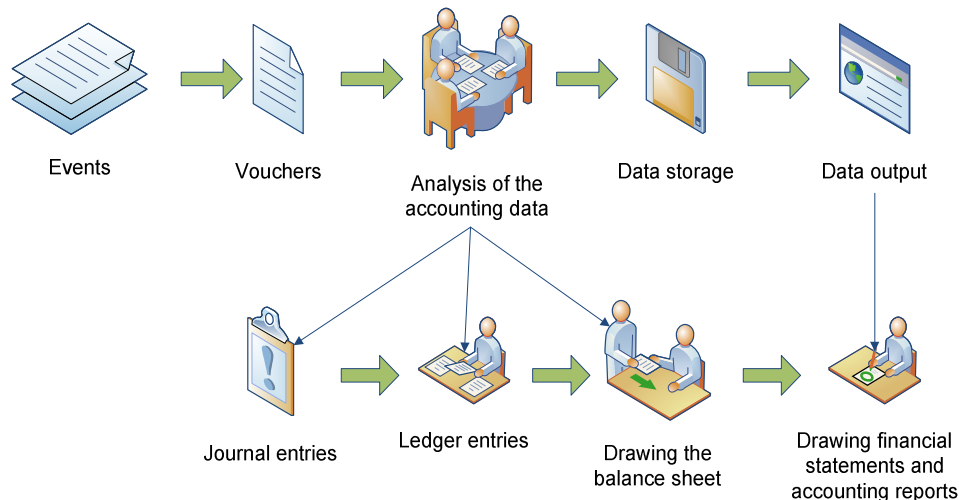 Events
Vouchers
Analysis of the
accounting data
Data storage
Data output
Journal entries
Ledger entries
Drawing the
balance sheet
Drawing financial
statements and
accounting reports